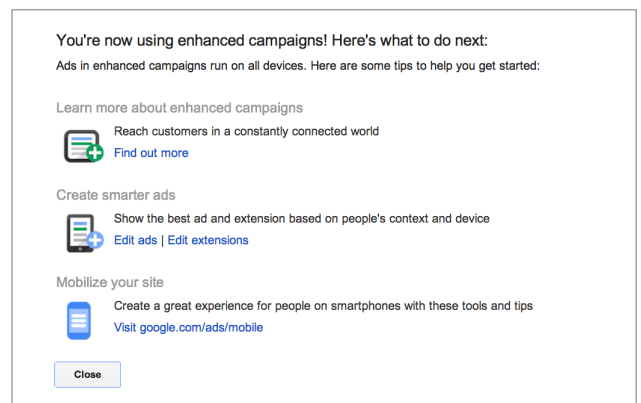 You're now using enhanced campaigns! Here's what to do next:
Ads in enhanced campaigns run on all devices. Here are some tips to help you get started:
Learn more about enhanced campaigns
Reach customers in a constantly connected world
Find out more
Create smarter ads
Show the best ad and extension based on people's context and device
Edit ads | Edit extensions
Mobilize your site
Create a great experience for people on smartphones with these tools and tips
Visit google.com/ads/mobile
Close